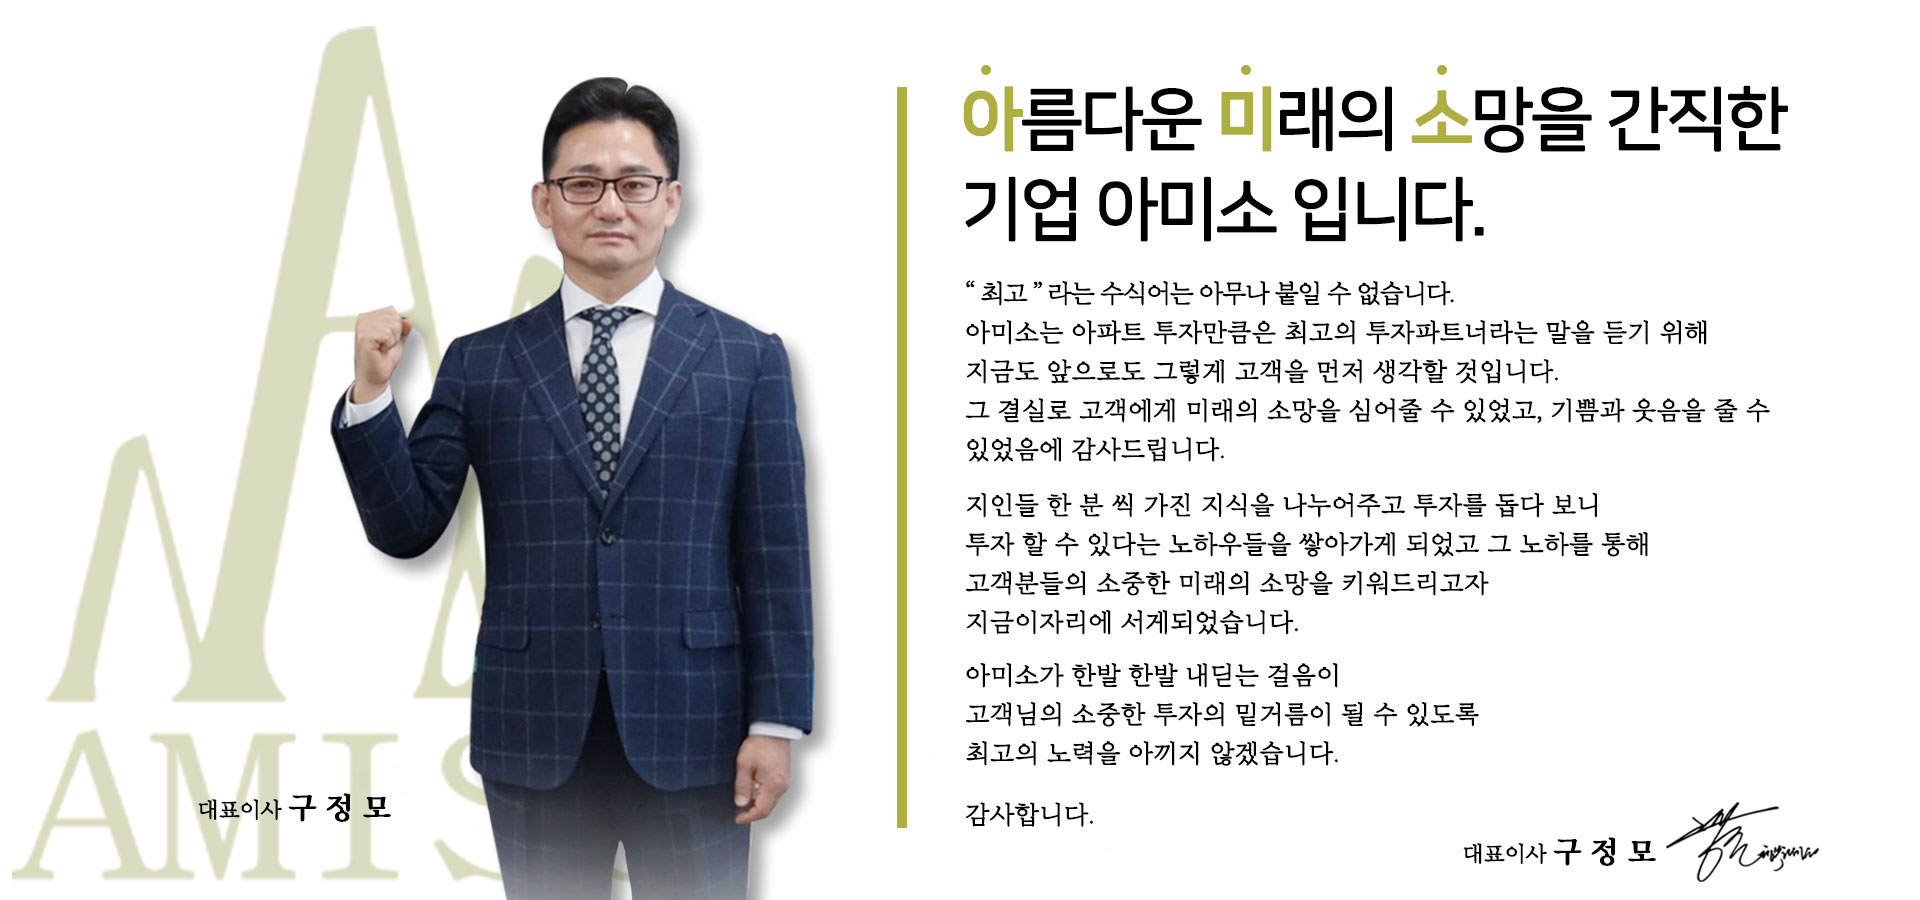 AMIS
대표이사 구 정 모
아름다운 미래의 소망을 간직한
기업 아미소 입니다.
“ 최고 ” 라는 수식어는 아무나 붙일 수 없습니다.
아미소는 아파트 투자만큼은 최고의 투자파트너라는 말을 듣기 위해
지금도 앞으로도 그렇게 고객을 먼저 생각할 것입니다.
그 결실로 고객에게 미래의 소망을 심어줄 수 있었고, 기쁨과 웃음을 줄 수
있었음에 감사드립니다.
지인들 한 분 씩 가진 지식을 나누어주고 투자를 돕다 보니
투자 할 수 있다는 노하우들을 쌓아가게 되었고 그 노하를 통해
고객분들의 소중한 미래의 소망을 키워드리고자
지금이자리에 서게되었습니다.
아미소가 한발 한발 내딛는 걸음이
고객님의 소중한 투자의 밑거름이 될 수 있도록
최고의 노력을 아끼지 않겠습니다.
감사합니다.
대표이사 구 정 모